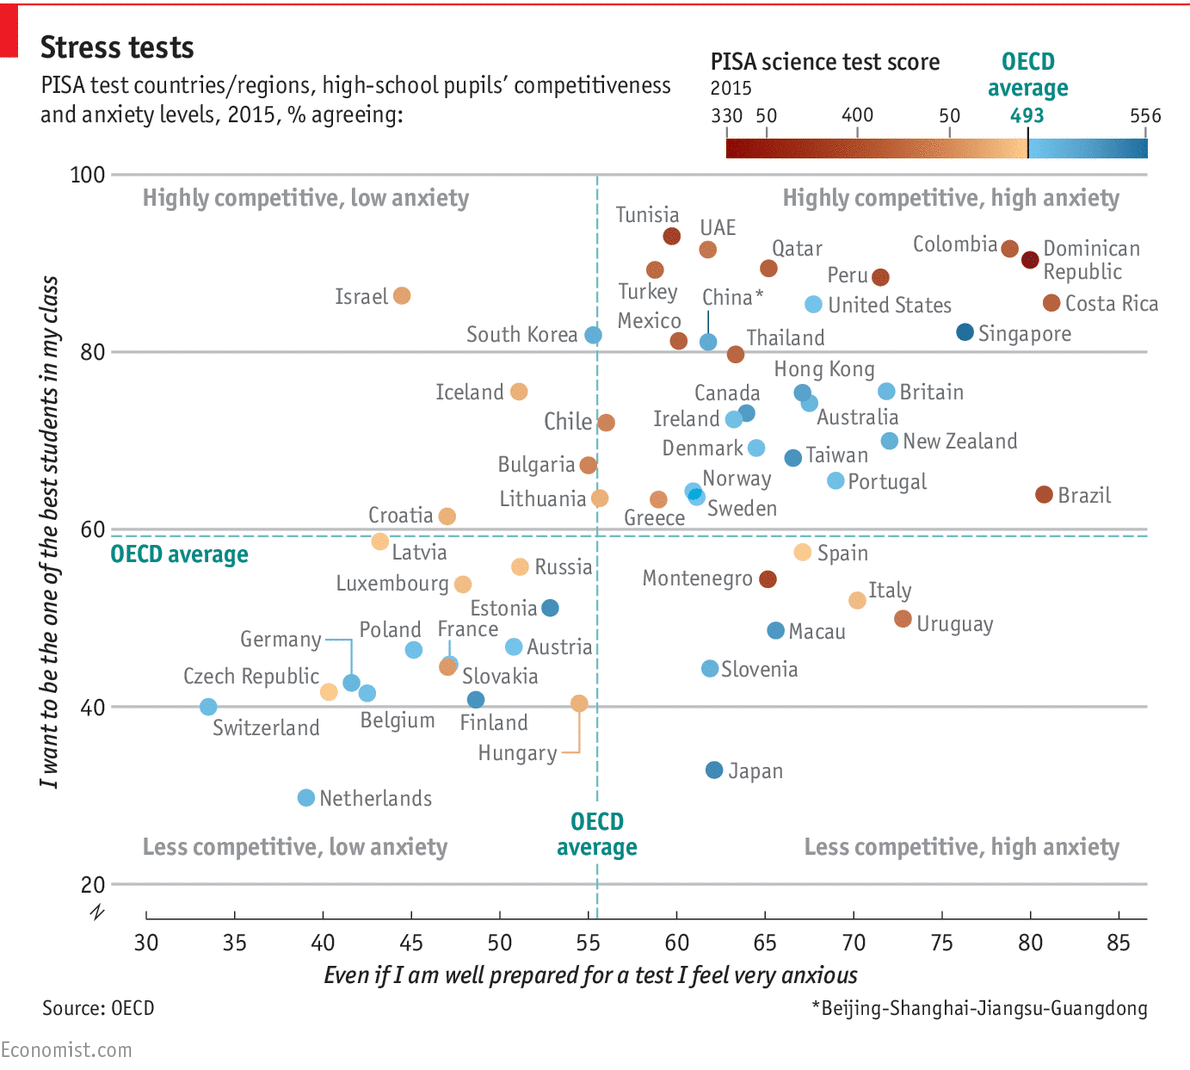 Stress tests
PISA test countries/regions, high-school pupils’ competitiveness
and anxiety levels, 2015, % agreeing:
PISA science test score
2015
OECD
average
330 50 400 50 493 556
100
80
60
40
20
I want to be the one of the best students in my class
Highly competitive, low anxiety
Highly competitive, high anxiety
Tunisia
UAE
Colombia
Dominican
Republic
Qatar
Peru
Turkey
China*
Israel
United States
Costa Rica
Mexico
South Korea
Thailand
Singapore
Hong Kong
Iceland
Canada
Britain
Chile
Ireland
Australia
Denmark
New Zealand
Bulgaria
Taiwan
Lithuania
Norway
Portugal
Sweden
Brazil
Croatia
Greece
OECD average
Latvia
Spain
Luxembourg
Russia
Montenegro
Italy
Estonia
Uruguay
Germany
Poland
France
Austria
Macau
Czech Republic
Slovakia
Slovenia
Switzerland
Belgium
Finland
Hungary
Japan
Netherlands
OECD
average
Less competitive, low anxiety
Less competitive, high anxiety
30 35 40 45 50 55 60 65 70 75 80 85
Even if I am well prepared for a test I feel very anxious
Source: OECD
*Beijing-Shanghai-Jiangsu-Guangdong
Economist.com